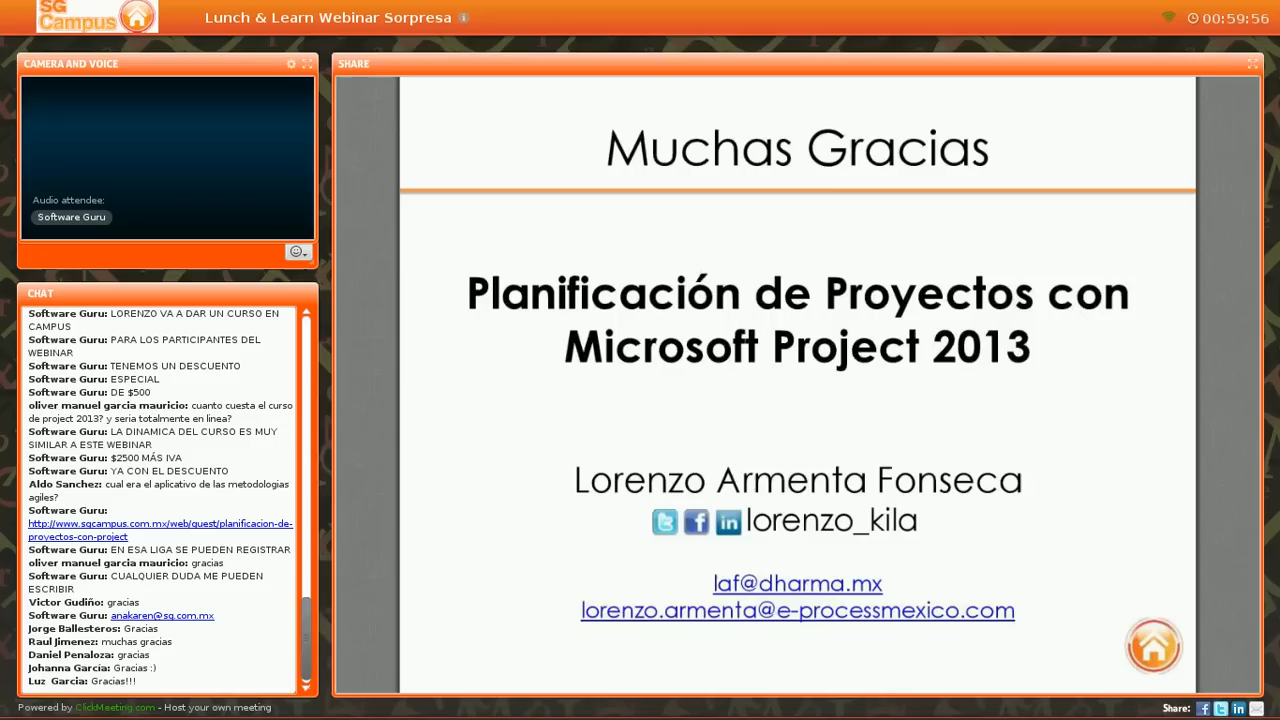 SG
Campus
Lunch & Learn Webinar Sorpresa
00:59:56
CAMERA AND VOICE
Audio attendee:
Software Guru
CHAT
Software Guru: LORENZO VA A DAR UN CURSO EN
CAMPUS
Software Guru: PARA LOS PARTICIPANTES DEL
WEBINAR
Software Guru: TENEMOS UN DESCUENTO
Software Guru: ESPECIAL
Software Guru: DE $500
oliver manuel garcia mauricio: cuanto cuesta el curso
de project 2013? y seria totalmente en linea?
Software Guru: LA DINAMICA DEL CURSO ES MUY
SIMILAR A ESTE WEBINAR
Software Guru: $2500 MÁS IVA
Software Guru: YA CON EL DESCUENTO
Aldo Sanchez: cual era el aplicativo de las metodologias
agiles?
Software Guru:
http://www.sgcampus.com.mx/web/guest/planificacion-de-
proyectos-con-project
Software Guru: EN ESA LIGA SE PUEDEN REGISTRAR
oliver manuel garcia mauricio: gracias
Software Guru: CUALQUIER DUDA ME PUEDEN
ESCRIBIR
Victor Gudiño: gracias
Software Guru: anakaren@sg.com.mx
Jorge Ballesteros: Gracias
Raul Jimenez: muchas gracias
Daniel Penaloza: gracias
Johanna García: Gracias :)
Luz Garcia: Gracias!!!
SHARE
Muchas Gracias
Planificación de Proyectos con
Microsoft Project 2013
Lorenzo Armenta Fonseca
lorenzo_kila
laf@dharma.mx
lorenzo.armenta@e-processmexico.com
Powered by ClickMeeting.com - Host your own meeting
Share: